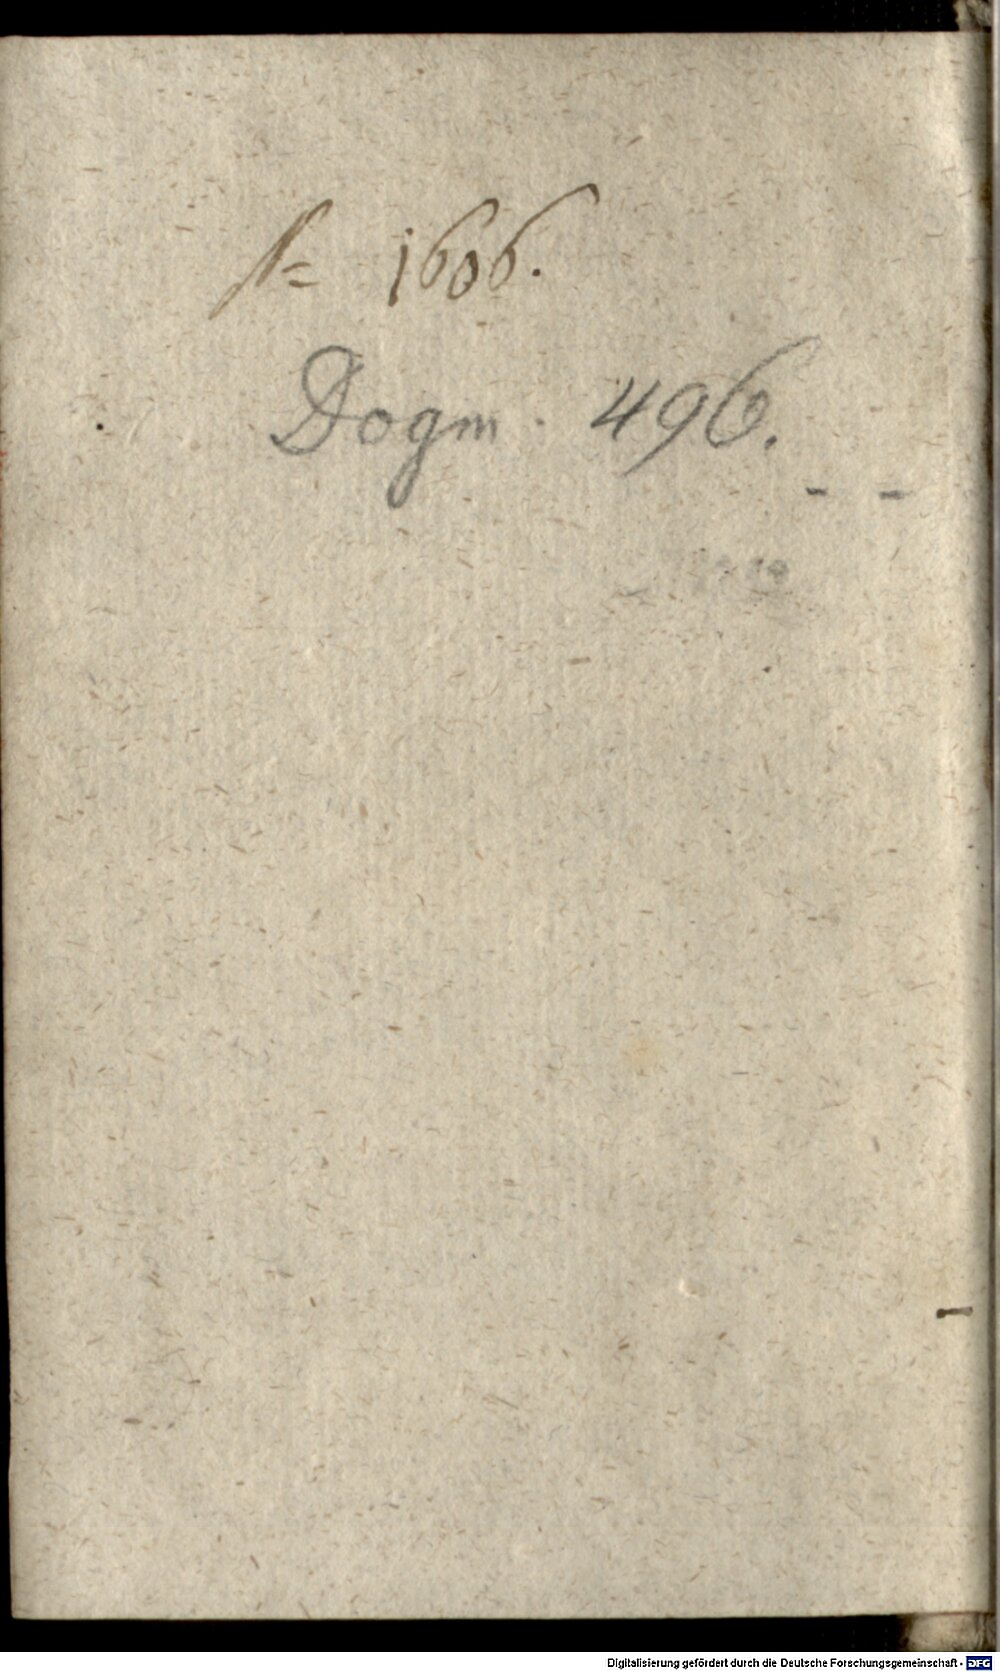 1606.
Dogm. 496.
Digitalisierung gefördert durch die Deutsche Forschungsgemeinschaft - DFG